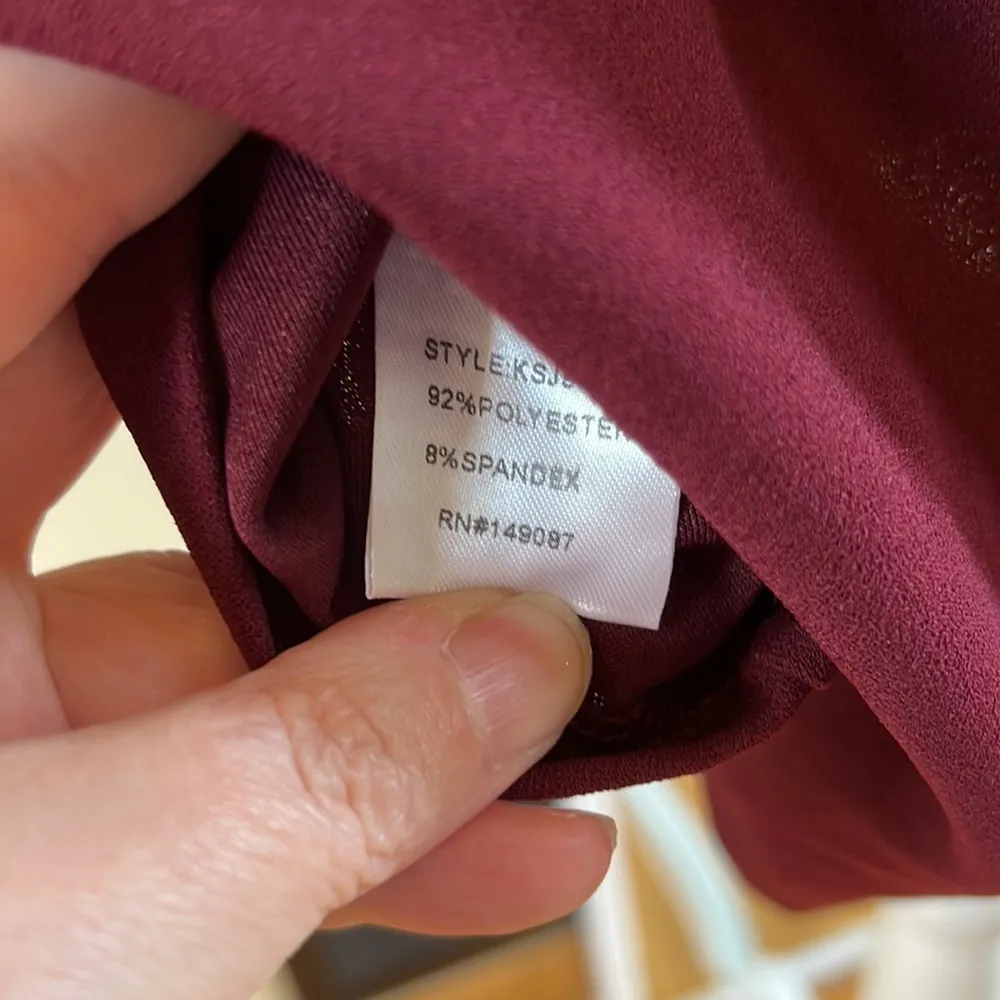 STYLE:KSJ
92%POLYESTER
8%SPANDEX
RN#149087